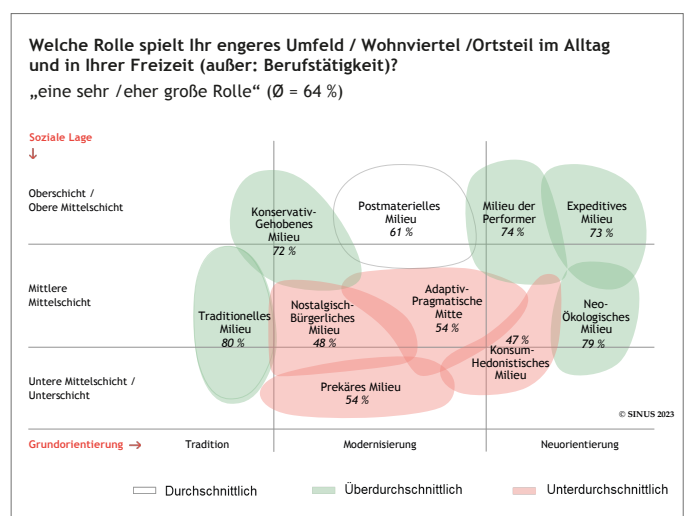 Welche Rolle spielt Ihr engeres Umfeld / Wohnviertel /Ortsteil im Alltag
und in Ihrer Freizeit (außer: Berufstätigkeit)?
„eine sehr /eher große Rolle“ (Ø = 64 %)
Soziale Lage
↓
Oberschicht /
Obere Mittelschicht
Konservativ-
Gehobenes
Milieu
72 %
Postmaterielles
Milieu
61 %
Milieu der
Performer
74 %
Expeditives
Milieu
73 %
Mittlere
Mittelschicht
Traditionelles
Milieu
80 %
Nostalgisch-
Bürgerliches
Milieu
48 %
Adaptiv-
Pragmatische
Mitte
54 %
47 %
Konsum-
Hedonistisches
Milieu
Neo-
Ökologisches
Milieu
79 %
Untere Mittelschicht /
Unterschicht
Prekäres Milieu
54 %
© SINUS 2023
Grundorientierung →
Tradition
Modernisierung
Neuorientierung
Durchschnittlich
Überdurchschnittlich
Unterdurchschnittlich